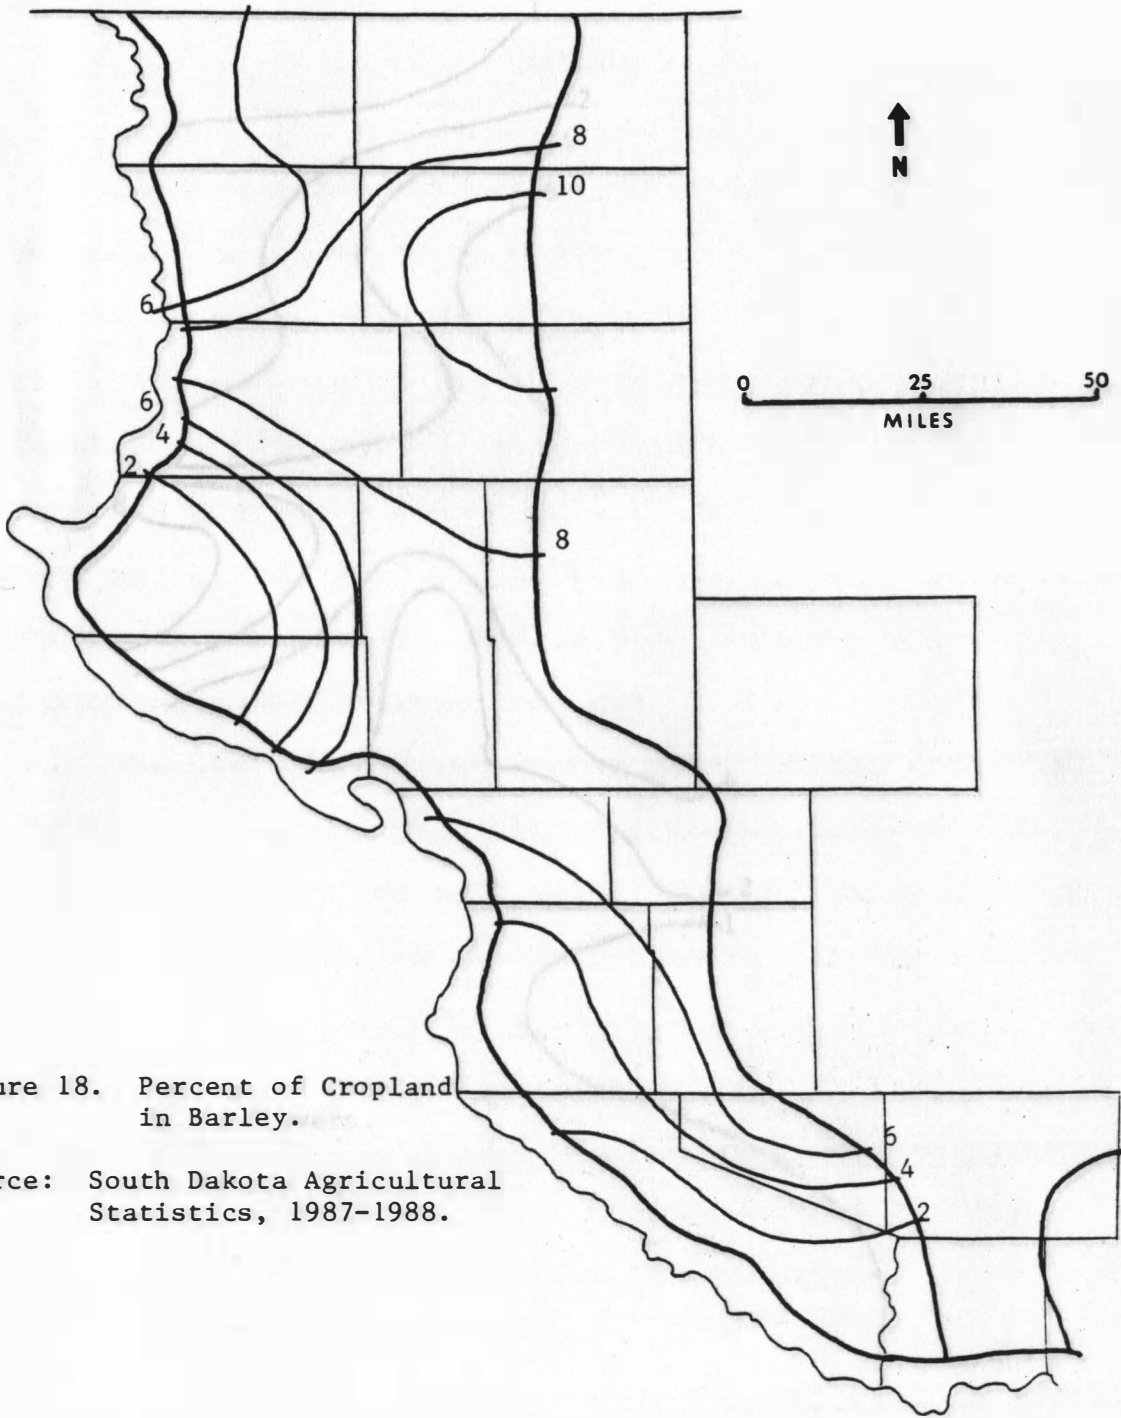 8
10
N
6
0 25 50
MILES
6
4
2
8
ure 18. Percent of Cropland
in Barley.
rce: South Dakota Agricultural
Statistics, 1987-1988.
6
4
2